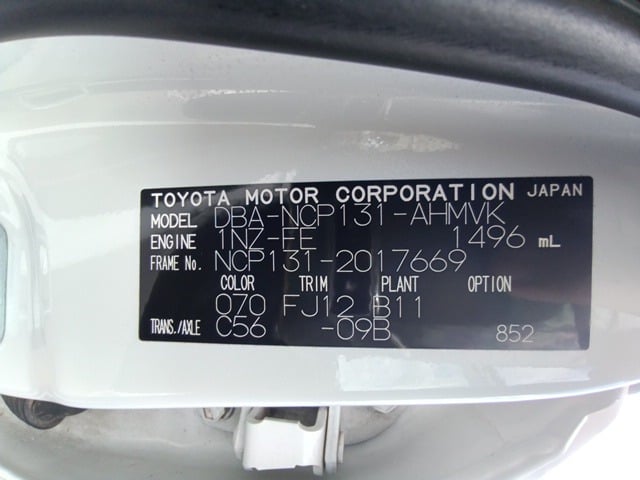 TOYOTA MOTOR CORPORATION JAPAN
MODEL DBA-NCP131-AHMVK
ENGINE 1NZ-FE 1496 mL
FRAME No. NCP131-2017669
COLOR TRIM PLANT OPTION
070 FJ12 B11
TRANS./AXLE C56 -09B 852